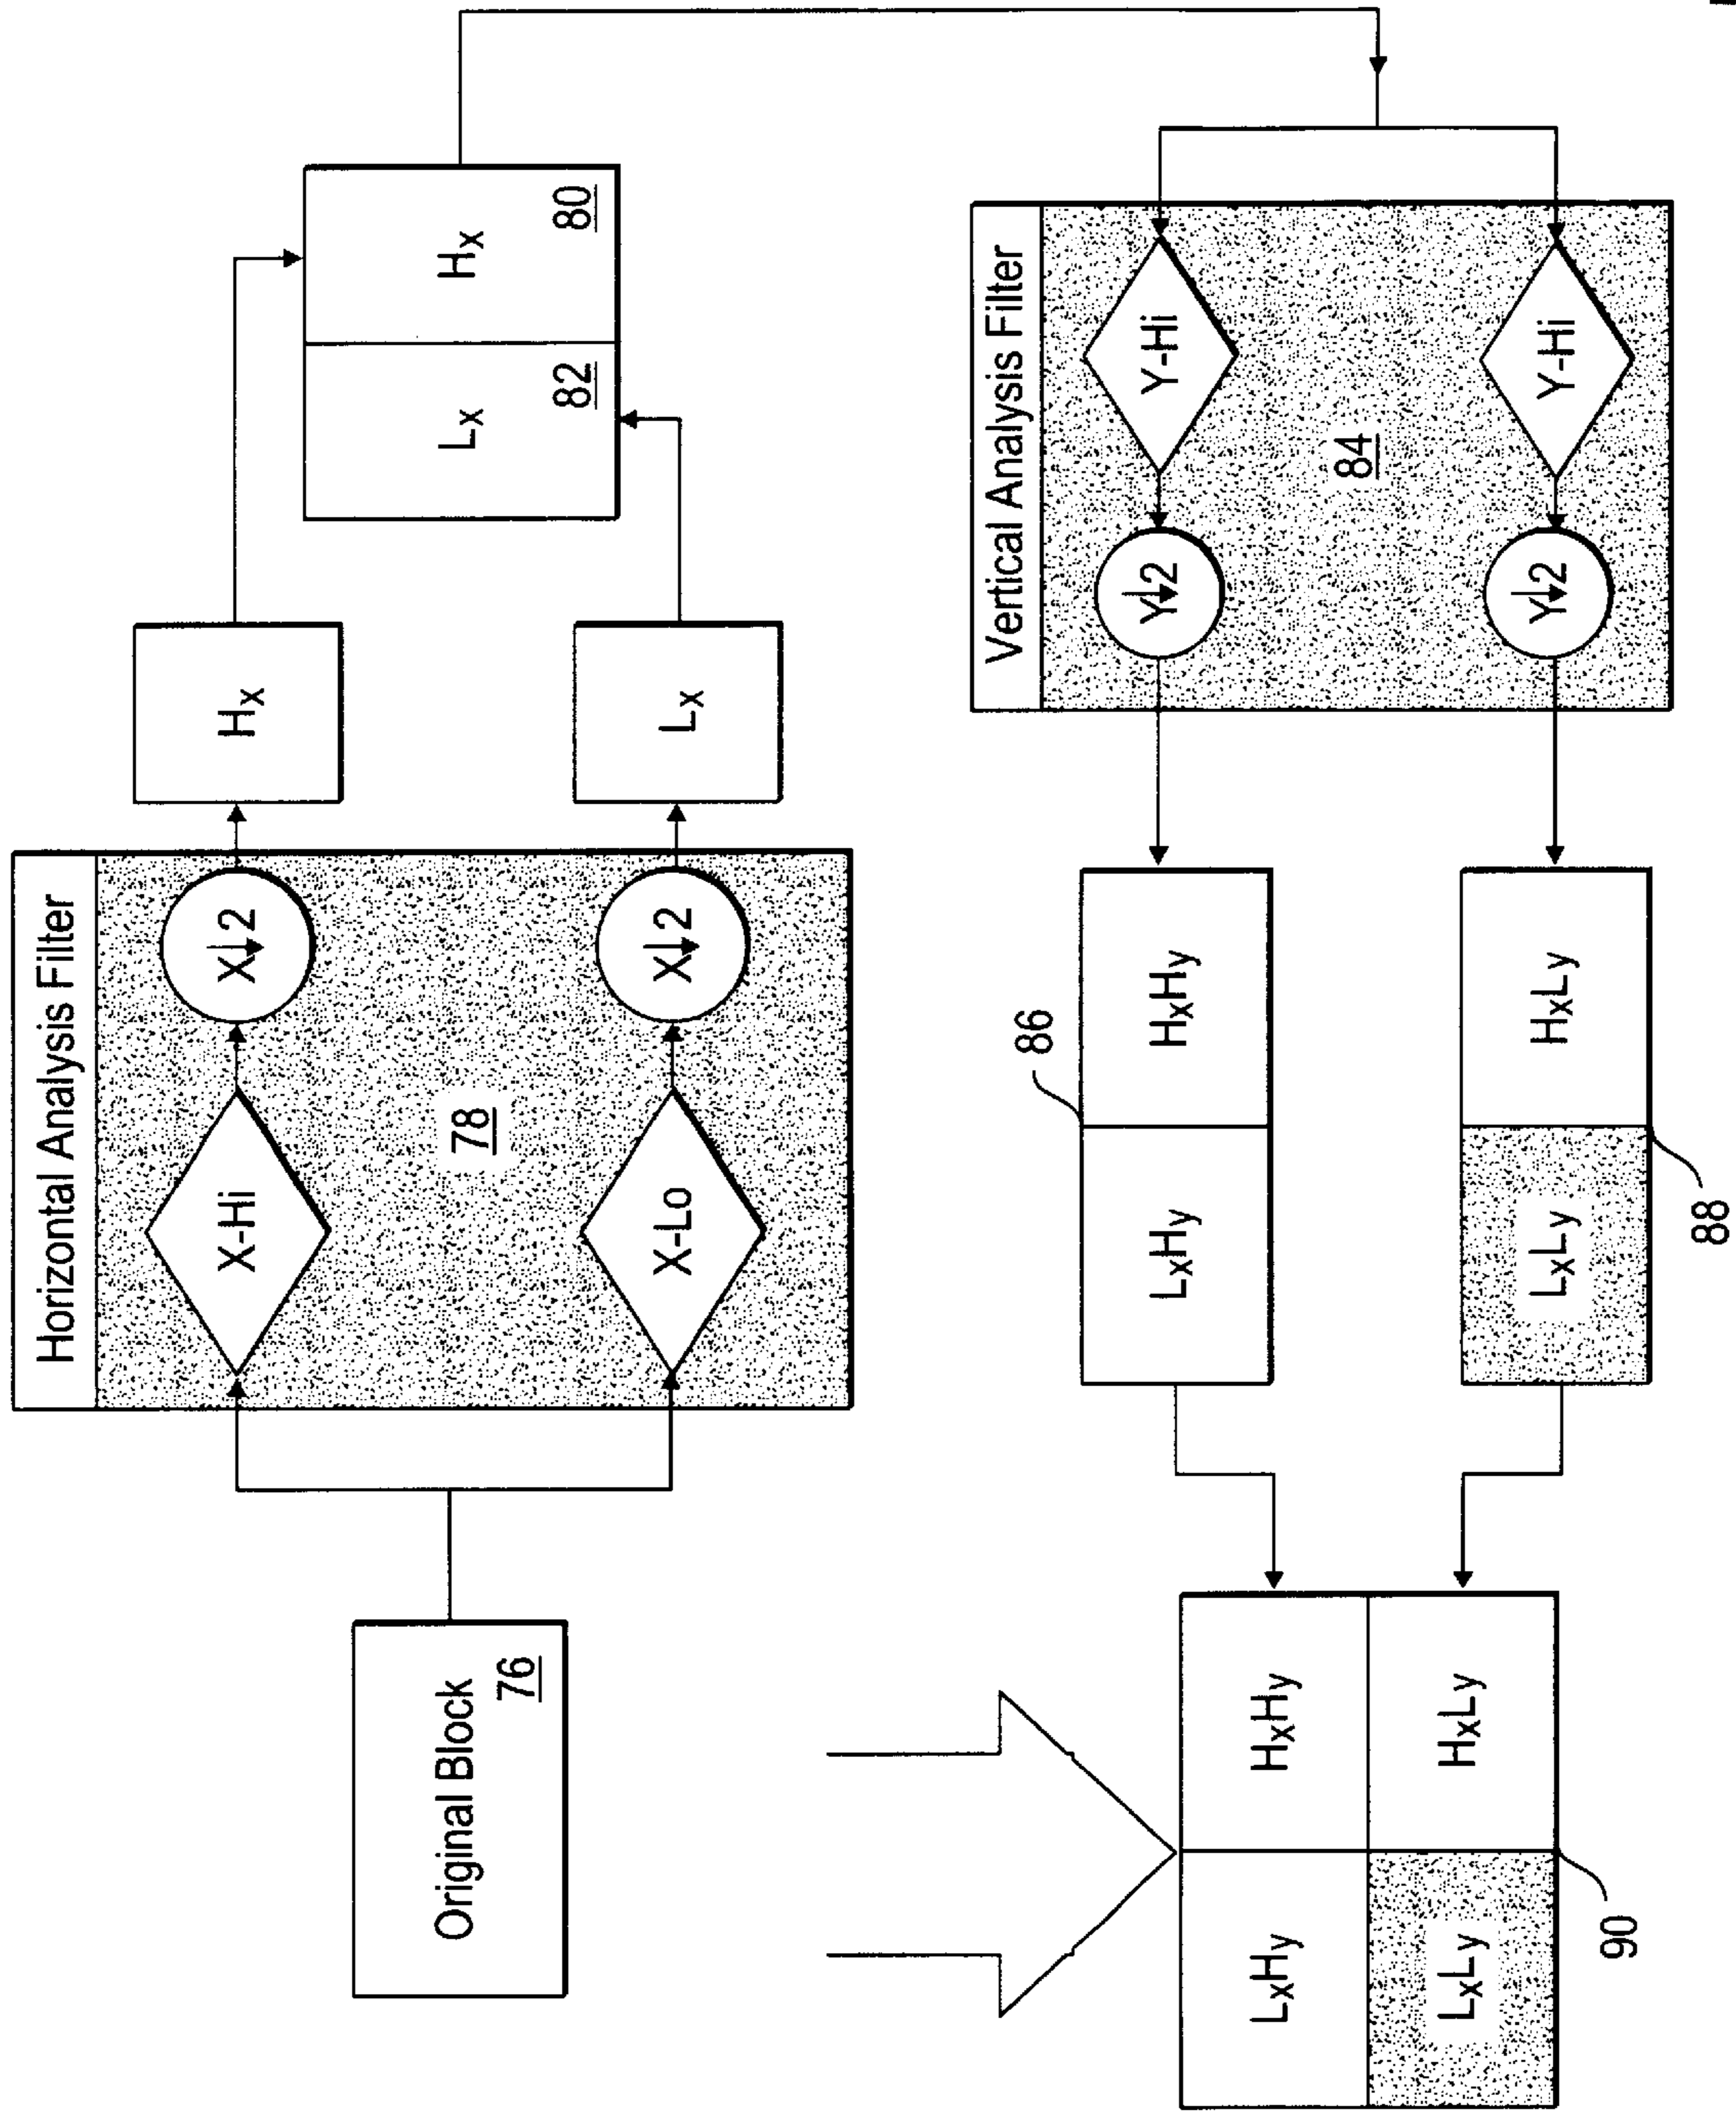 Horizontal Analysis Filter
Original Block
76
X-Hi
X↓2
78
X-Lo
X↓2
Hx
Lx
Lx
82
Hx
80
Vertical Analysis Filter
Y-Hi
Y↓2
84
Y-Hi
Y↓2
86
LxHy
HxHy
LxLy
HxLy
88
LxHy
HxHy
LxLy
HxLy
90